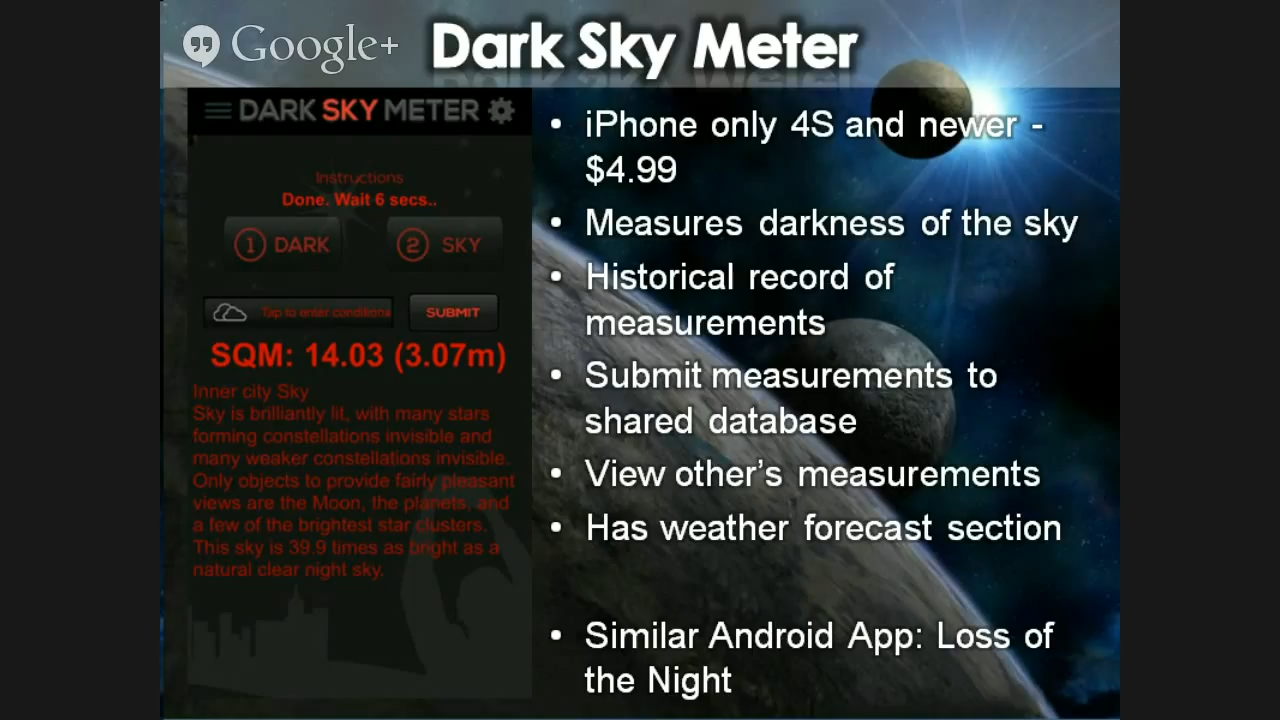 Google+
Dark Sky Meter
DARK SKY METER
Instructions
Done. Wait 6 secs..
1 DARK
2 SKY
Tap to enter conditions
SUBMIT
SQM: 14.03 (3.07m)
Inner city Sky
Sky is brilliantly lit, with many stars
forming constellations invisible and
many weaker constellations invisible.
Only objects to provide fairly pleasant
views are the Moon, the planets, and
a few of the brightest star clusters.
This sky is 39.9 times as bright as a
natural clear night sky.
• iPhone only 4S and newer -
$4.99
• Measures darkness of the sky
• Historical record of
measurements
• Submit measurements to
shared database
• View other’s measurements
• Has weather forecast section
• Similar Android App: Loss of
the Night